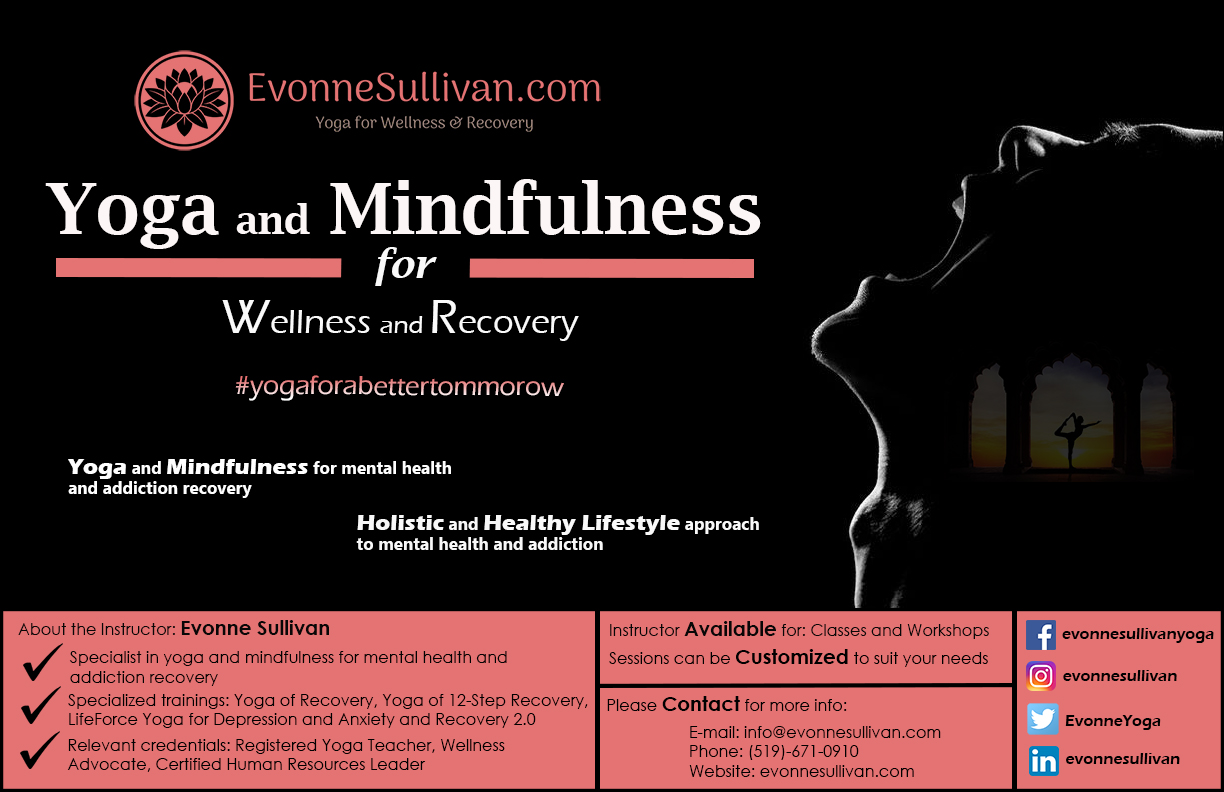 EvonneSullivan.com
Yoga for Wellness & Recovery
Yoga and Mindfulness
for
Wellness and Recovery
#yogaforabettertommorow
Yoga and Mindfulness for mental health
and addiction recovery
Holistic and Healthy Lifestyle approach
to mental health and addiction
About the Instructor: Evonne Sullivan
Specialist in yoga and mindfulness for mental health and
addiction recovery
Specialized trainings: Yoga of Recovery, Yoga of 12-Step Recovery,
LifeForce Yoga for Depression and Anxiety and Recovery 2.0
Relevant credentials: Registered Yoga Teacher, Wellness
Advocate, Certified Human Resources Leader
Instructor Available for: Classes and Workshops
Sessions can be Customized to suit your needs
Please Contact for more info:
E-mail: info@evonnesullivan.com
Phone: (519)-671-0910
Website: evonnesullivan.com
evonnesullivanyoga
evonnesullivan
EvonneYoga
evonnesullivan